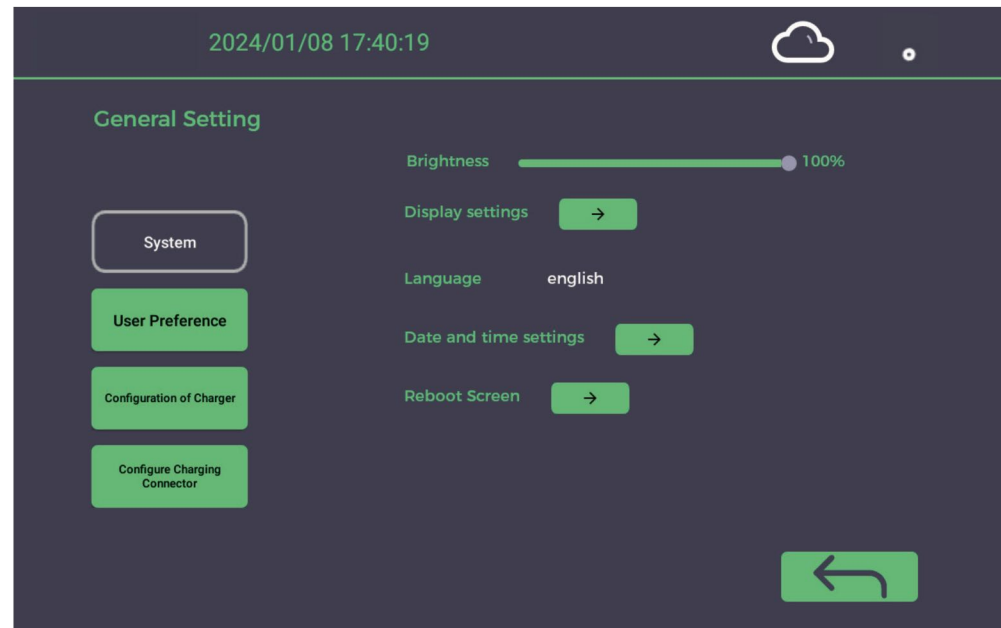 2024/01/08 17:40:19
General Setting
Brightness 100%
Display settings
System
Language english
User Preference
Date and time settings
Configuration of Charger
Reboot Screen
Configure Charging
Connector